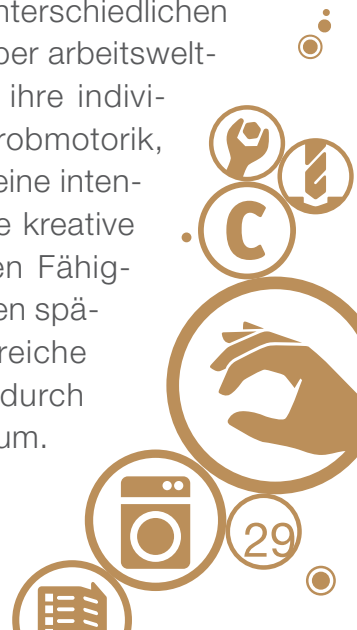 nterschiedlichen
ber arbeitswelt-
ihre indivi-
robmotorik,
eine inten-
e kreative
en Fähig-
en spä-
reiche
durch
um.
C
29